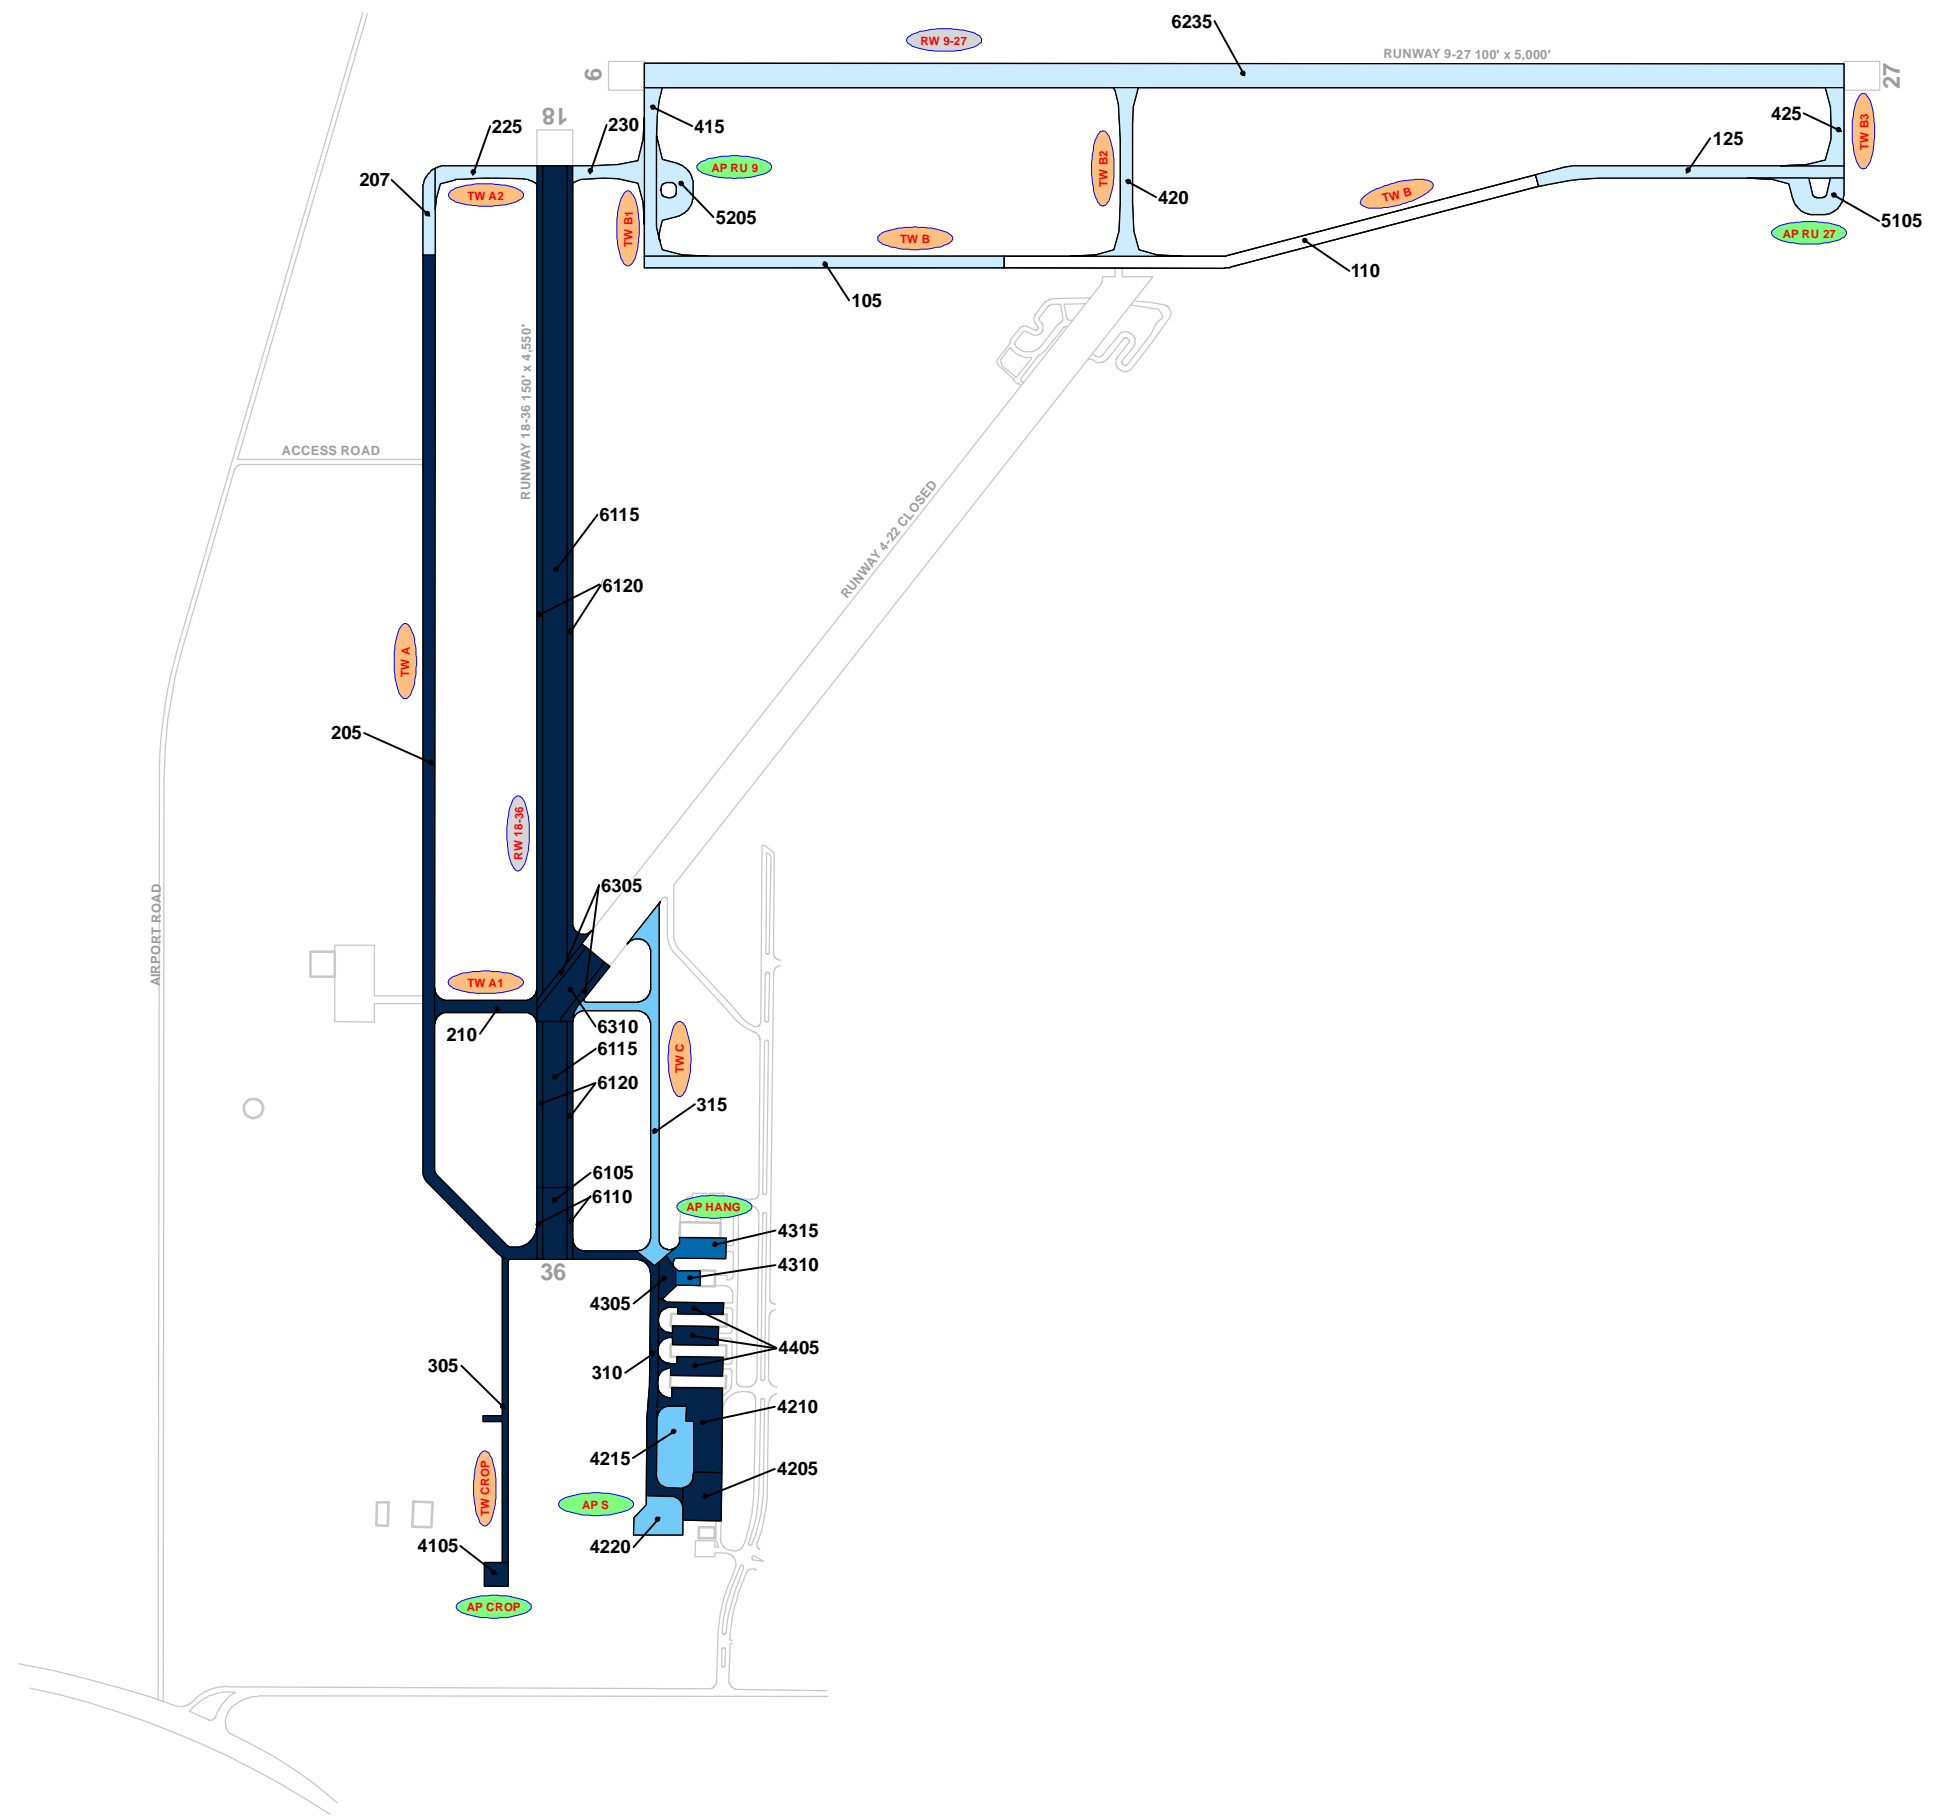 6235
RW 9-27
RUNWAY 9-27 100' x 5,000'
9
27
18
225
230
415
425
TW B3
125
AP RU 9
TW B2
207
TW A2
420
TW B
5205
5105
TW B1
TW B
AP RU 27
110
105
RUNWAY 18-36 150' x 4,550'
ACCESS ROAD
6115
RUNWAY 4-22 CLOSED
6120
TW A
205
RW 18-36
6305
AIRPORT ROAD
TW A1
210
6310
6115
TW C
6120
315
6105
6110
AP HANG
4315
36
4310
4305
4405
305
310
4210
4215
4205
TW CROP
AP S
4105
4220
AP CROP